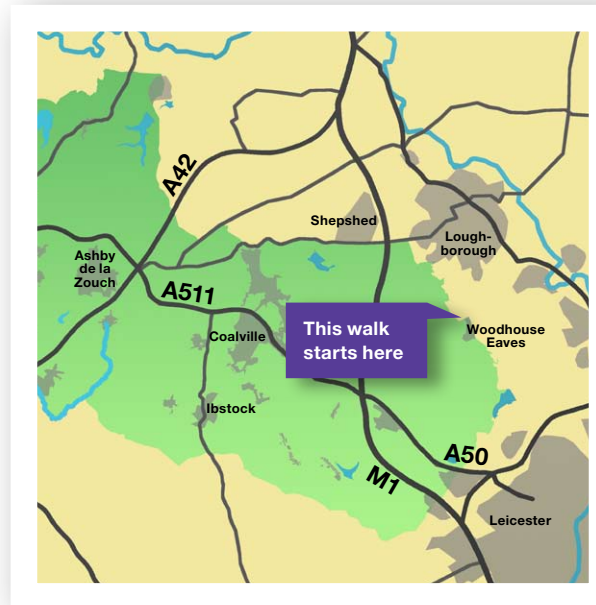 A42
Shepshed
Lough-
borough
Ashby
de la
Zouch
A511
This walk
starts here
Woodhouse
Eaves
Coalville
Ibstock
A50
M1
Leicester